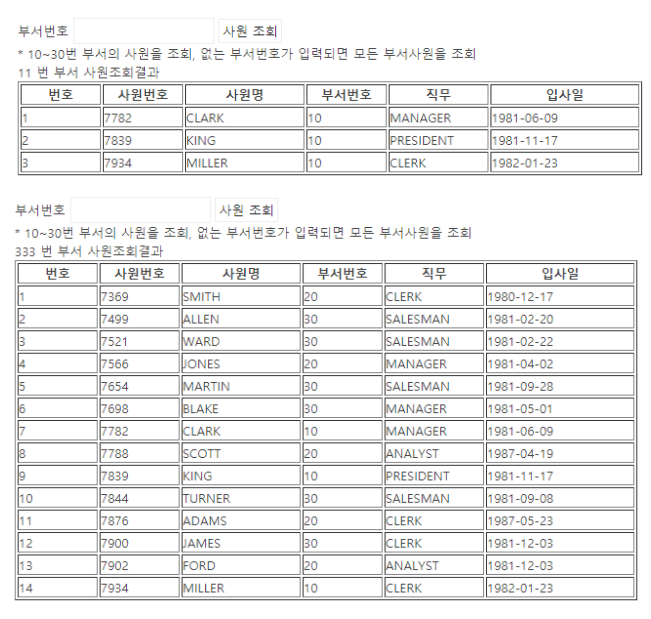 부서번호 사원 조회
* 10~30번 부서의 사원을 조회, 없는 부서번호가 입력되면 모든 부서사원을 조회
11 번 부서 사원조회결과
번호 사원번호 사원명 부서번호 직무 입사일
1 7782 CLARK 10 MANAGER 1981-06-09
2 7839 KING 10 PRESIDENT 1981-11-17
3 7934 MILLER 10 CLERK 1982-01-23
부서번호 사원 조회
* 10~30번 부서의 사원을 조회, 없는 부서번호가 입력되면 모든 부서사원을 조회
333 번 부서 사원조회결과
번호 사원번호 사원명 부서번호 직무 입사일
1 7369 SMITH 20 CLERK 1980-12-17
2 7499 ALLEN 30 SALESMAN 1981-02-20
3 7521 WARD 30 SALESMAN 1981-02-22
4 7566 JONES 20 MANAGER 1981-04-02
5 7654 MARTIN 30 SALESMAN 1981-09-28
6 7698 BLAKE 30 MANAGER 1981-05-01
7 7782 CLARK 10 MANAGER 1981-06-09
8 7788 SCOTT 20 ANALYST 1987-04-19
9 7839 KING 10 PRESIDENT 1981-11-17
10 7844 TURNER 30 SALESMAN 1981-09-08
11 7876 ADAMS 20 CLERK 1987-05-23
12 7900 JAMES 30 CLERK 1981-12-03
13 7902 FORD 20 ANALYST 1981-12-03
14 7934 MILLER 10 CLERK 1982-01-23